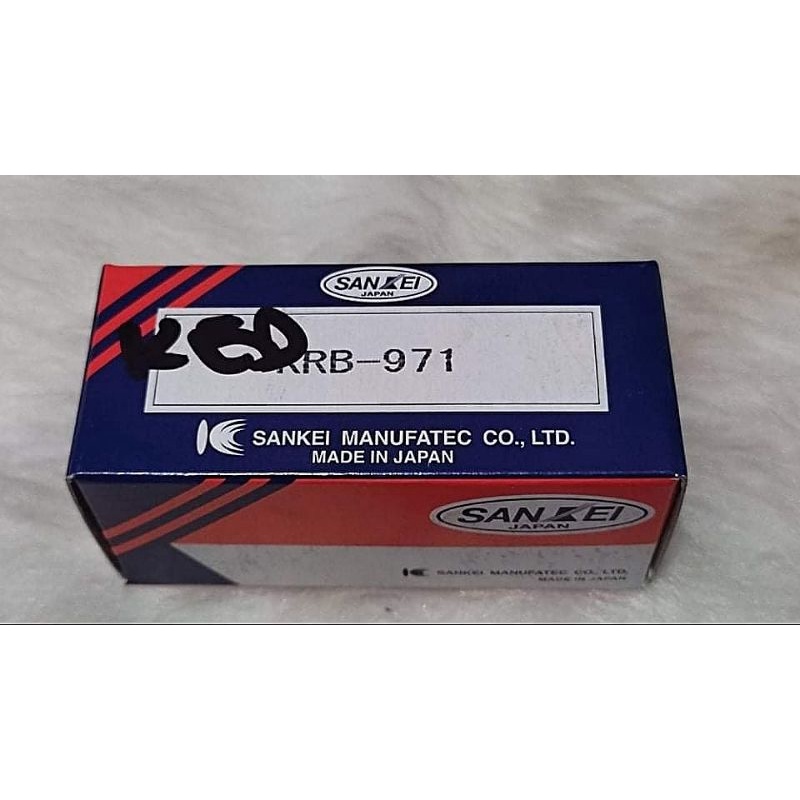 SANKEI
JAPAN
K60
KRB-971
SANKEI MANUFATEC CO., LTD.
MADE IN JAPAN
SANKEI
JAPAN
SANKEI MANUFATEC CO., LTD.
MADE IN JAPAN